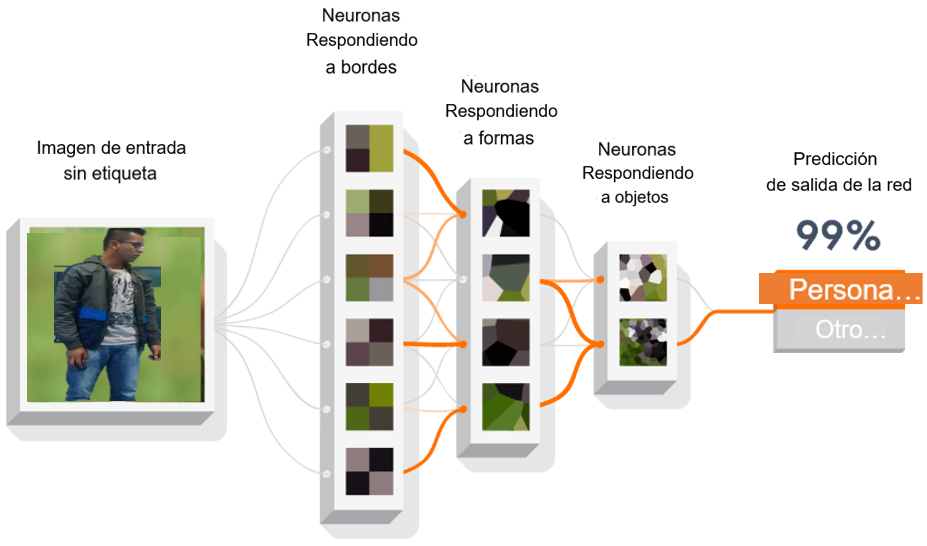 Imagen de entrada
sin etiqueta
Neuronas
Respondiendo
a bordes
Neuronas
Respondiendo
a formas
Neuronas
Respondiendo
a objetos
Predicción
de salida de la red
99%
Persona...
Otro...